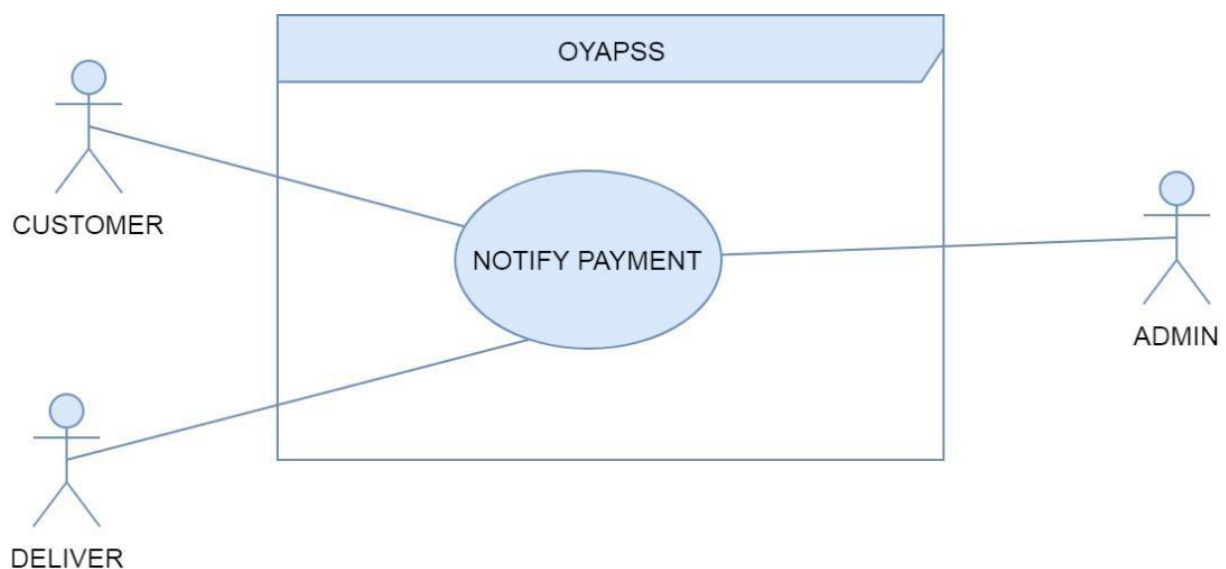 OYAPSS
CUSTOMER
NOTIFY PAYMENT
ADMIN
DELIVER